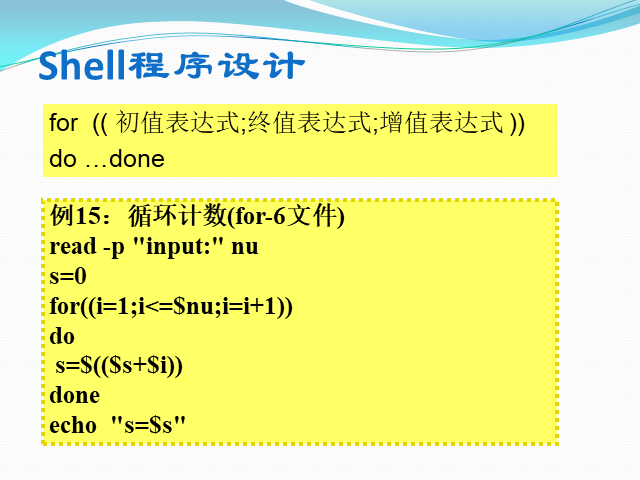 Shell程序设计
for  (( 初值表达式;终值表达式;增值表达式 ))
do …done
例15：循环计数(for-6文件)
read -p "input:" nu
s=0
for((i=1;i<=$nu;i=i+1))
do
 s=$(($s+$i))
done
echo  "s=$s"